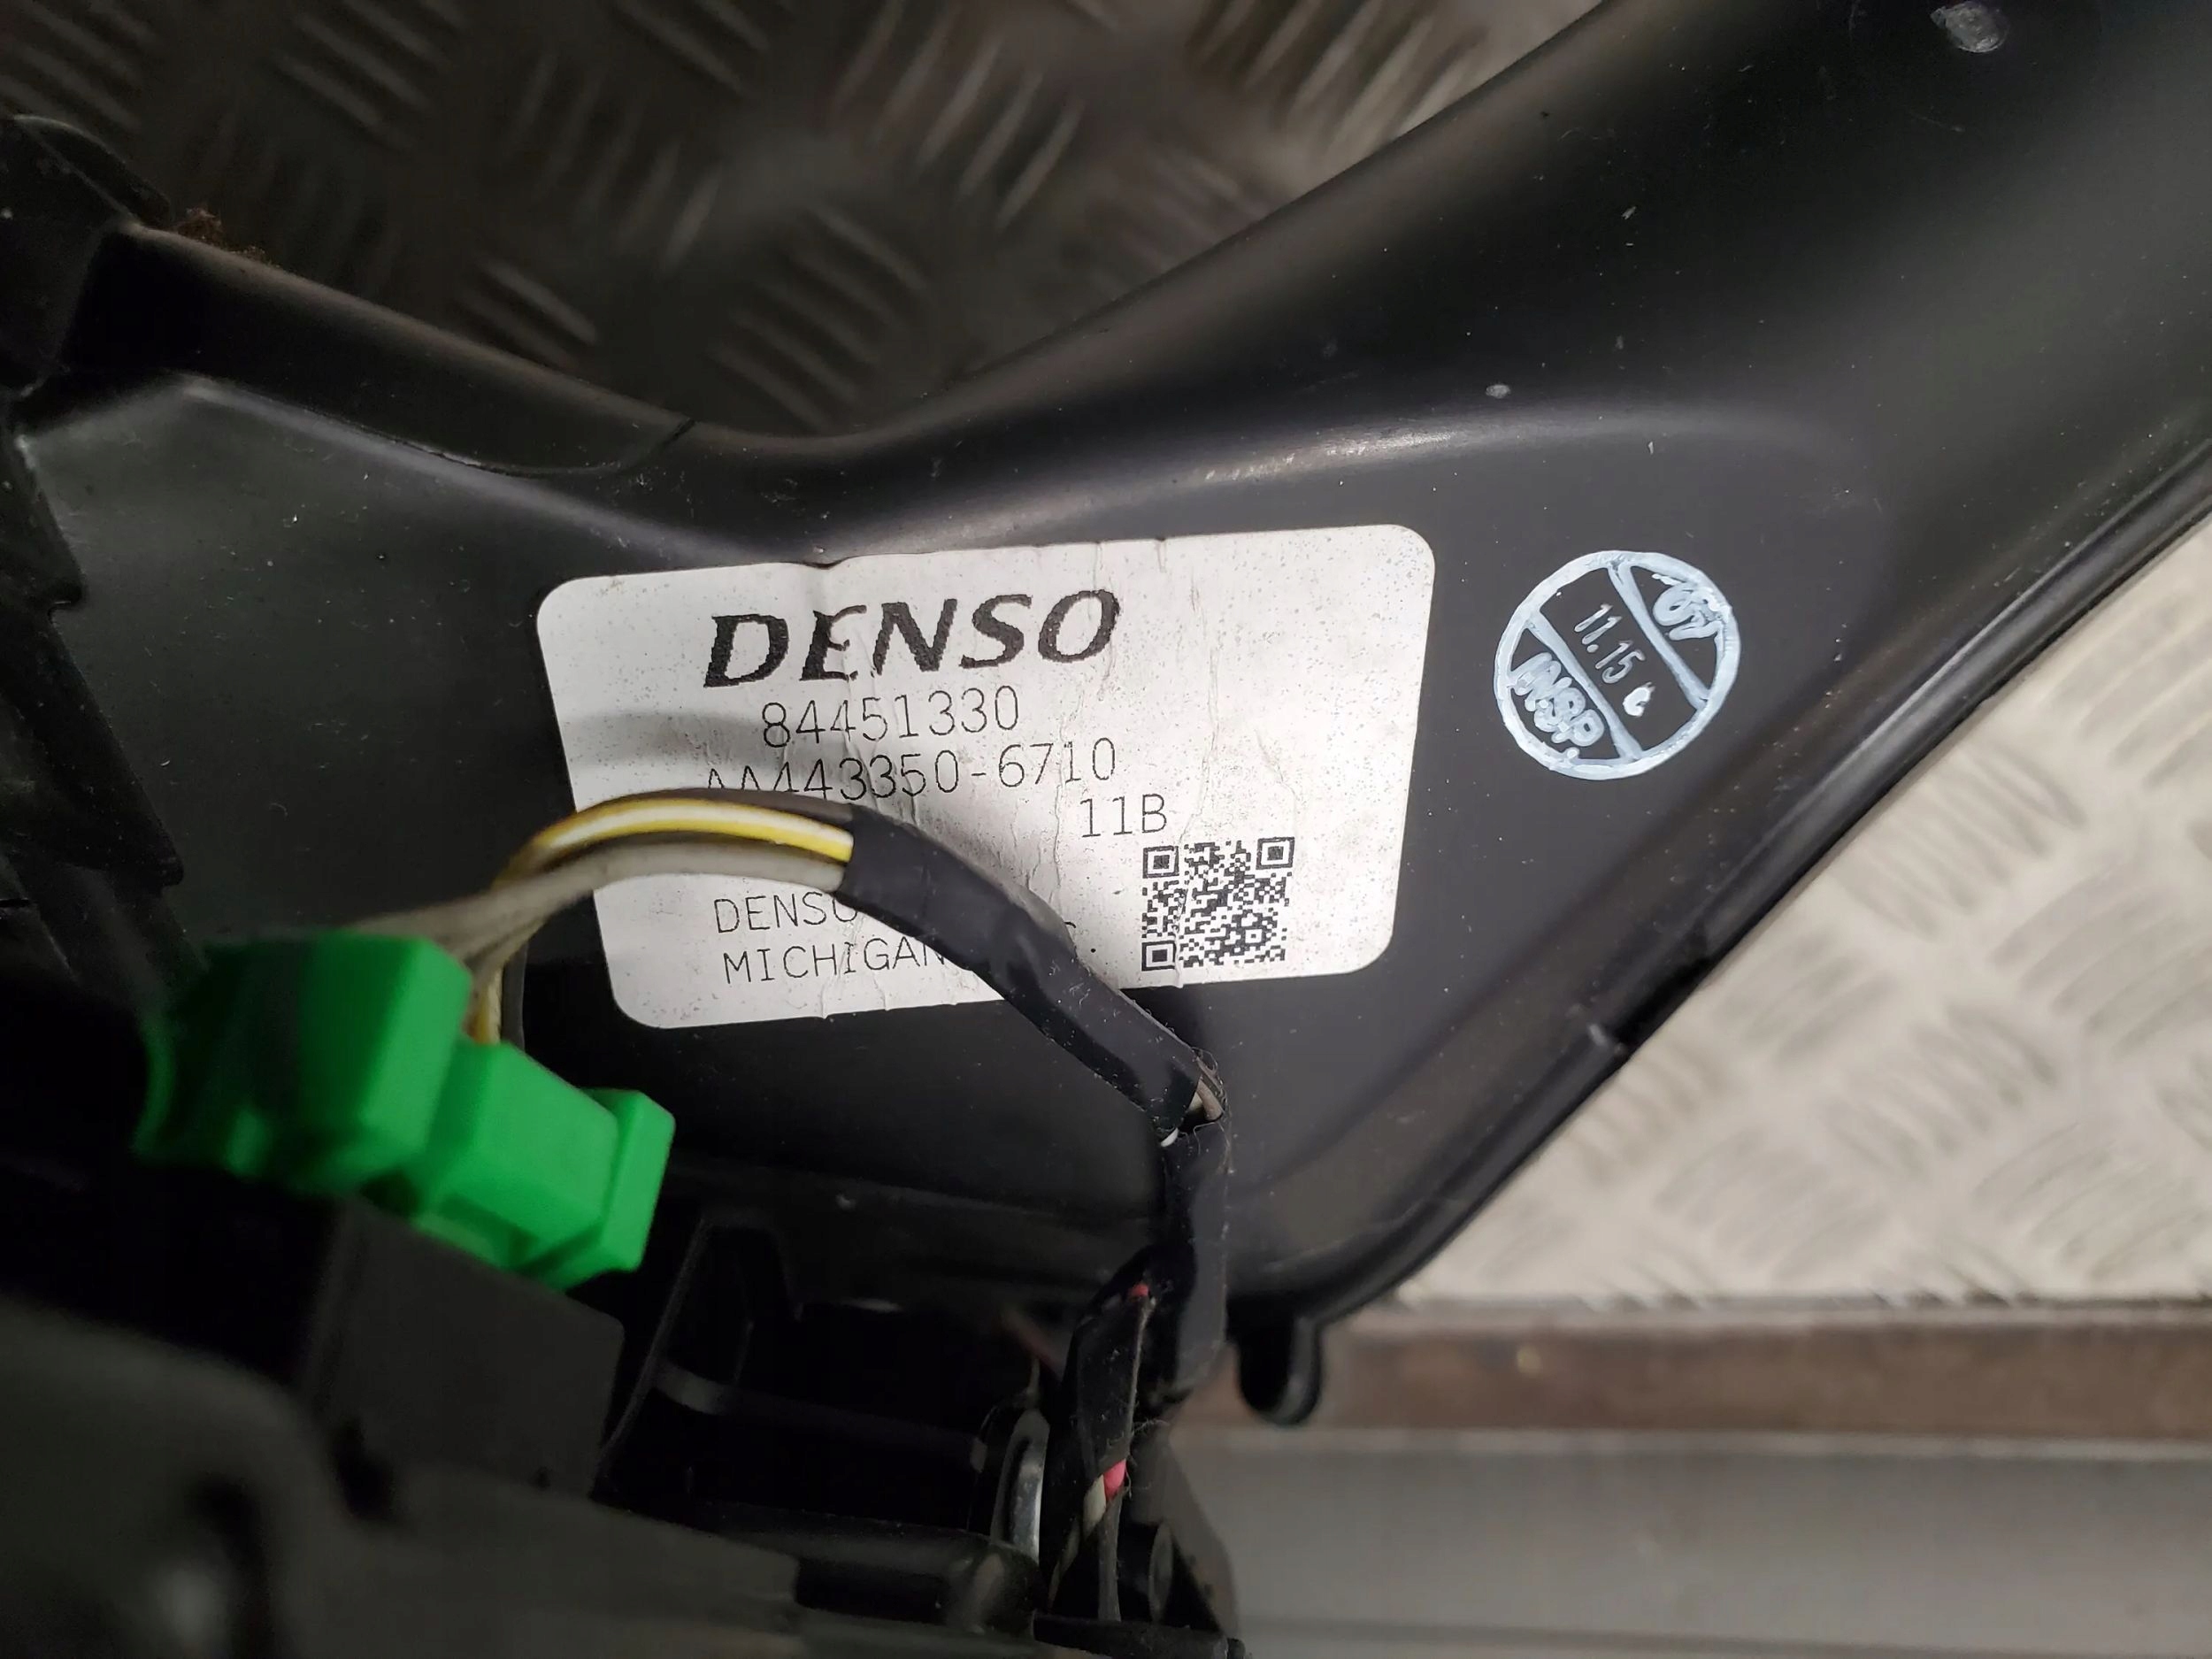 DENSO
84451330
AA443350-6710
11B
DENSO
MICHIGAN
11.15
INSP.